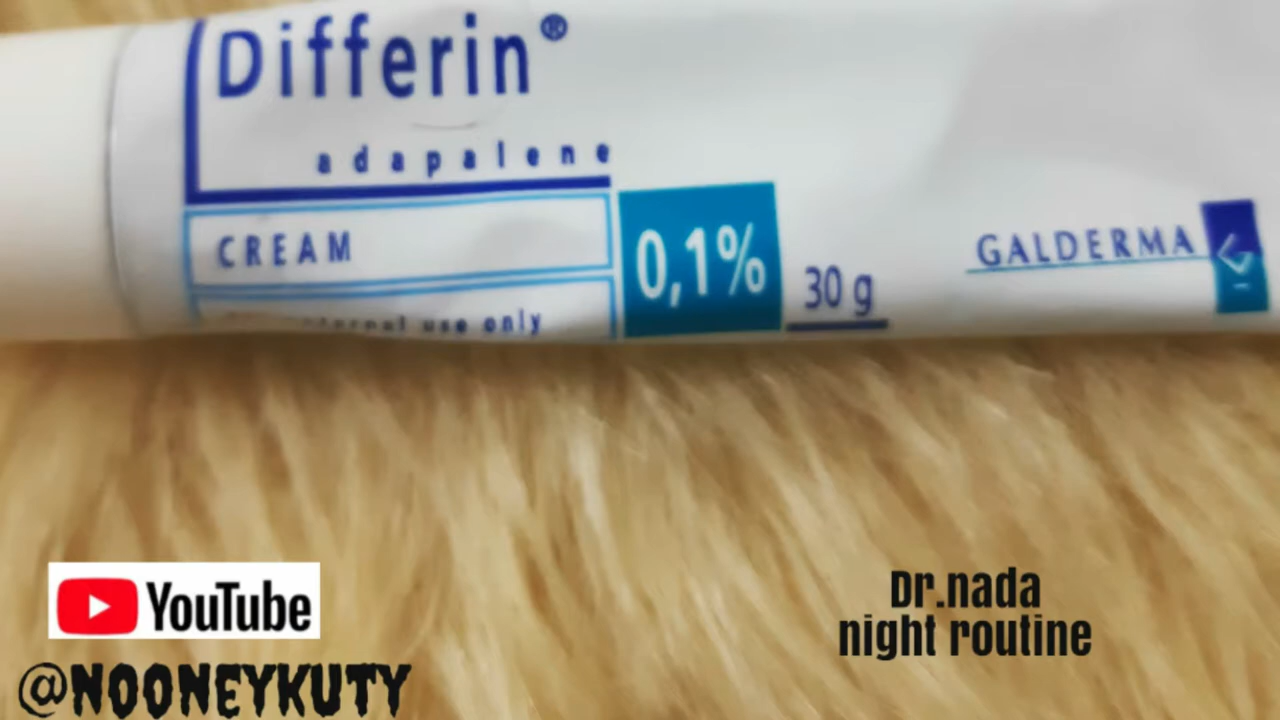 Differin®
adapalene
CREAM
0,1%
30 g
GALDERMA
use only
YouTube
@NOONEYKUTY
Dr.nada
night routine